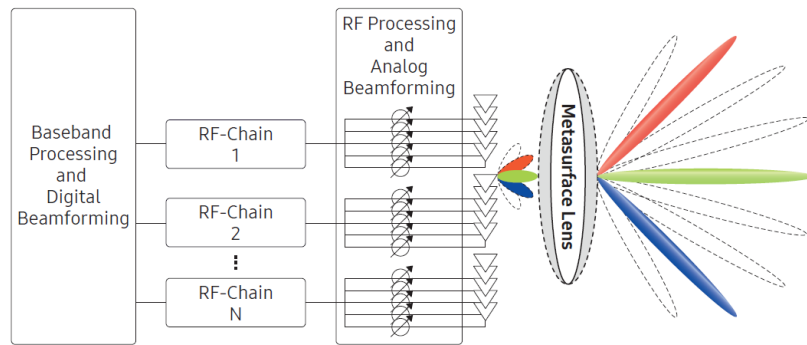 RF Processing
and
Analog
Beamforming
Baseband
Processing
and
Digital
Beamforming
RF-Chain
1
RF-Chain
2
⋮
RF-Chain
N
Metasurface Lens